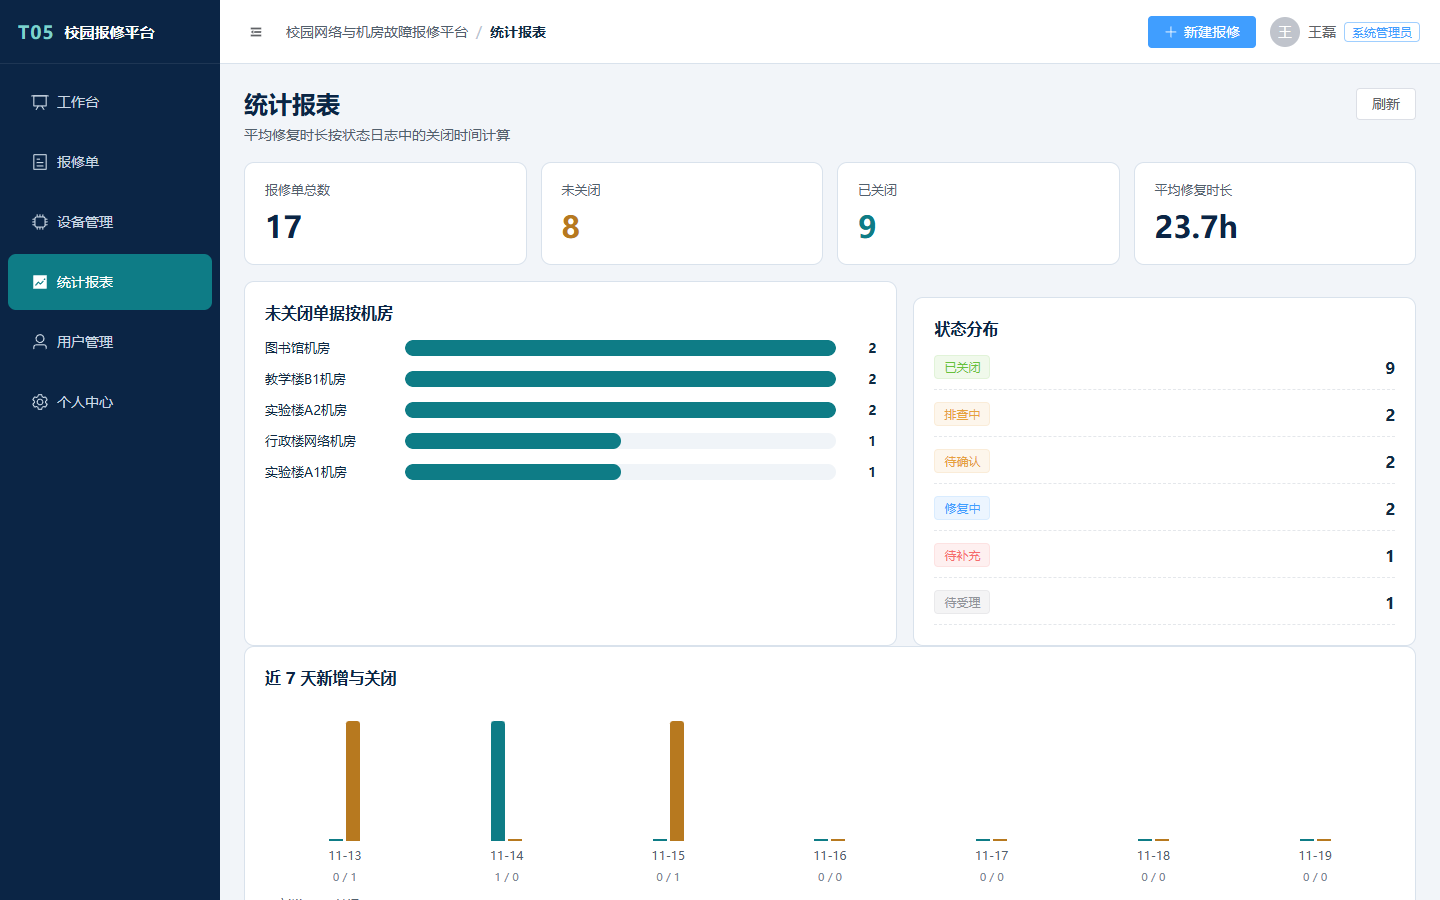 T05 校园报修平台
校园网络与机房故障报修平台 / 统计报表
新建报修
王 王磊 系统管理员
工作台
报修单
设备管理
统计报表
用户管理
个人中心
统计报表
刷新
平均修复时长按状态日志中的关闭时间计算
报修单总数
17
未关闭
8
已关闭
9
平均修复时长
23.7h
未关闭单据按机房
图书馆机房 2
教学楼B1机房 2
实验楼A2机房 2
行政楼网络机房 1
实验楼A1机房 1
状态分布
已关闭 9
排查中 2
待确认 2
修复中 2
待补充 1
待受理 1
近 7 天新增与关闭
11-13 11-14 11-15 11-16 11-17 11-18 11-19
0 / 1 1 / 0 0 / 1 0 / 0 0 / 0 0 / 0 0 / 0